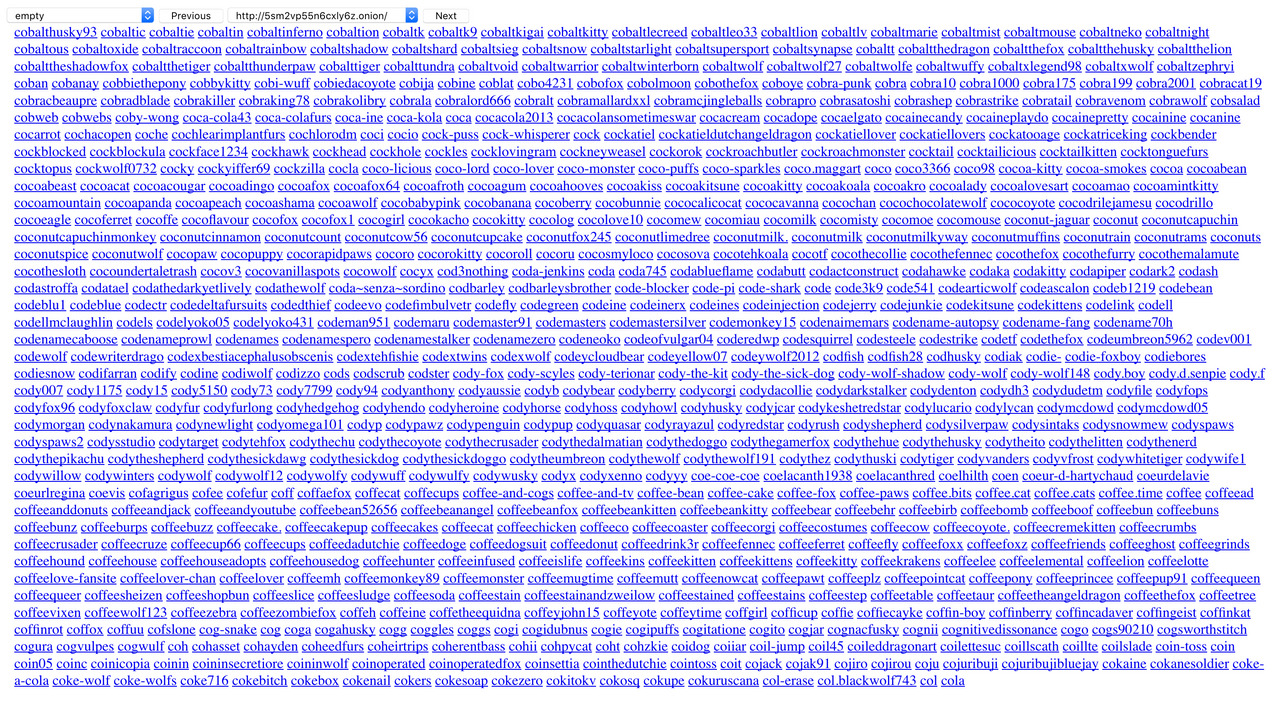 empty Previous http://5sm2vp55n6cxly6z.onion/ Next
cobalthusky93 cobaltic cobaltie cobaltin cobaltinferno cobaltion cobaltk cobaltk9 cobaltkigai cobaltkitty cobaltlecreed cobaltleo33 cobaltlion cobaltlv cobaltmarie cobaltmist cobaltmouse cobaltneko cobaltnight
cobaltous cobaltoxide cobaltraccoon cobaltrainbow cobaltshadow cobaltshard cobaltsieg cobaltsnow cobaltstarlight cobaltsupersport cobaltsynapse cobaltt cobaltthedragon cobaltthefox cobaltthehusky cobaltthelion
cobalttheshadowfox cobaltthetiger cobaltthunderpaw cobalttiger cobalttundra cobaltvoid cobaltwarrior cobaltwinterborn cobaltwolf cobaltwolf27 cobaltwolfe cobaltwuffy cobaltxlegend98 cobaltxwolf cobaltzephryi
coban cobanay cobbiethepony cobbykitty cobi-wuff cobiedacoyote cobija cobine coblat cobo4231 cobofox cobolmoon cobothefox coboye cobra-punk cobra cobra10 cobra1000 cobra175 cobra199 cobra2001 cobracat19
cobracbeaupre cobradblade cobrakiller cobraking78 cobrakolibry cobrala cobralord666 cobralt cobramallardxxl cobramcjingleballs cobrapro cobrasatoshi cobrashep cobrastrike cobratail cobravenom cobrawolf cobsalad
cobweb cobwebs coby-wong coca-cola43 coca-colafurs coca-ine coca-kola coca cocacola2013 cocacolansometimeswar cocacream cocadope cocaelgato cocainecandy cocaineplaydo cocainepretty cocainine cocanine
cocarrot cochacopen coche cochlearimplantfurs cochlorodm coci cocio cock-puss cock-whisperer cock cockatiel cockatieldutchangeldragon cockatiellover cockatiellovers cockatooage cockatriceking cockbender
cockblocked cockblockula cockface1234 cockhawk cockhead cockhole cockles cocklovingram cockneyweasel cockorok cockroachbutler cockroachmonster cocktail cocktailicious cocktailkitten cocktonguefurs
cocktopus cockwolf0732 cocky cockyiffer69 cockzilla cocla coco-licious coco-lord coco-lover coco-monster coco-puffs coco-sparkles coco.maggart coco coco3366 coco98 cocoa-kitty cocoa-smokes cocoa cocoabean
cocoabeast cocoacat cocoacougar cocoadingo cocoafox cocoafox64 cocoafroth cocoagum cocoahooves cocoakiss cocoakitsune cocoakitty cocoakoala cocoakro cocoalady cocoalovesart cocoamao cocoamintkitty
cocoamountain cocoapanda cocoapeach cocoashama cocoawolf cocobabypink cocobanana cocoberry cocobunnie cococalicocat cococavanna cocochan cocochocolatewolf cococoyote cocodrilejamesu cocodrillo
cocoeagle cocoferret cocoffe cocoflavour cocofox cocofox1 cocogirl cocokacho cocokitty cocolog cocolove10 cocomew cocomiau cocomilk cocomisty cocomoe cocomouse coconut-jaguar coconut coconutcapuchin
coconutcapuchinmonkey coconutcinnamon coconutcount coconutcow56 coconutcupcake coconutfox245 coconutlimedree coconutmilk. coconutmilk coconutmilkyway coconutmuffins coconutrain coconutrams coconuts
coconutspice coconutwolf cocopaw cocopuppy cocorapidpaws cocoro cocorokitty cocoroll cocoru cocosmyloco cocosova cocotehkoala cocotf cocothecollie cocothefennec cocothefox cocothefurry cocothemalamute
cocothesloth cocoundertaletrash cocov3 cocovanillaspots cocowolf cocyx cod3nothing coda-jenkins coda coda745 codablueflame codabutt codactconstruct codahawke codaka codakitty codapiper codark2 codash
codastroffa codatael codathedarkyetlively codathewolf coda~senza~sordino codbarley codbarleysbrother code-blocker code-pi code-shark code code3k9 code541 codearticwolf codeascalon codeb1219 codebean
codeblu1 codeblue codectr codedeltafursuits codedthief codeevo codefimbulvetr codefly codegreen codeine codeinerx codeines codeinjection codejerry codejunkie codekitsune codekittens codelink codell
codellmclaughlin codels codelyoko05 codelyoko431 codeman951 codemaru codemaster91 codemasters codemastersilver codemonkey15 codenaimemars codename-autopsy codename-fang codename70h
codenamecaboose codenameprowl codenames codenamespero codenamestalker codenamezero codeneoko codeofvulgar04 coderedwp codesquirrel codesteele codestrike codetf codethefox codeumbreon5962 codev001
codewolf codewriterdrago codexbestiacephalusobscenis codextehfishie codextwins codexwolf codeycloudbear codeyellow07 codeywolf2012 codfish codfish28 codhusky codiak codie- codie-foxboy codiebores
codiesnow codifarran codify codine codiwolf codizzo cods codscrub codster cody-fox cody-scyles cody-terionar cody-the-kit cody-the-sick-dog cody-wolf-shadow cody-wolf cody-wolf148 cody.boy cody.d.senpie cody.f
cody007 cody1175 cody15 cody5150 cody73 cody7799 cody94 codyanthony codyaussie codyb codybear codyberry codycorgi codydacollie codydarkstalker codydenton codydh3 codydudetm codyfile codyfops
codyfox96 codyfoxclaw codyfur codyfurlong codyhedgehog codyhendo codyheroine codyhorse codyhoss codyhowl codyhusky codyjcar codykeshetredstar codylucario codylycan codymcdowd codymcdowd05
codymorgan codynakamura codynewlight codyomega101 codyp codypawz codypenguin codypup codyquasar codyrayazul codyredstar codyrush codyshepherd codysilverpaw codysintaks codysnowmew codyspaws
codyspaws2 codysstudio codytarget codytehfox codythechu codythecoyote codythecrusader codythedalmatian codythedoggo codythegamerfox codythehue codythehusky codytheito codythelitten codythenerd
codythepikachu codytheshepherd codythesickdawg codythesickdog codythesickdoggo codytheumbreon codythewolf codythewolf191 codythez codythuski codytiger codyvanders codyvfrost codywhitetiger codywife1
codywillow codywinters codywolf codywolf12 codywolfy codywuff codywulfy codywusky codyx codyxenno codyyy coe-coe-coe coelacanth1938 coelacanthred coelhilth coen coeur-d-hartychaud coeurdelavie
coeurlregina coevis cofagrigus cofee cofefur coff coffaefox coffecat coffecups coffee-and-cogs coffee-and-tv coffee-bean coffee-cake coffee-fox coffee-paws coffee.bits coffee.cat coffee.cats coffee.time coffee coffeead
coffeeanddonuts coffeeandjack coffeeandyoutube coffeebean52656 coffeebeanangel coffeebeanfox coffeebeankitten coffeebeankitty coffeebear coffeebehr coffeebirb coffeebomb coffeeboof coffeebun coffeebuns
coffeebunz coffeeburps coffeebuzz coffeecake. coffeecakepup coffeecakes coffeecat coffeechicken coffeeco coffeecoaster coffeecorgi coffeecostumes coffeecow coffeecoyote. coffeecremekitten coffeecrumbs
coffeecrusader coffeecruze coffeecup66 coffeecups coffeedadutchie coffeedoge coffeedogsuit coffeedonut coffeedrink3r coffeefennec coffeeferret coffeefly coffeefoxx coffeefoxz coffeefriends coffeeghost coffeegrinds
coffeehound coffeehouse coffeehouseadopts coffeehousedog coffeehunter coffeeinfused coffeeislife coffeekins coffeekitten coffeekittens coffeekitty coffeekrakens coffeelee coffeelemental coffeelion coffeelotte
coffeelove-fansite coffeelover-chan coffeelover coffeemh coffeemonkey89 coffeemonster coffeemugtime coffeemutt coffeenowcat coffeepawt coffeeplz coffeepointcat coffeepony coffeeprincee coffeepup91 coffeequeen
coffeequeer coffeesheizen coffeeshopbun coffeeslice coffeesludge coffeesoda coffeestain coffeestainandzweilow coffeestained coffeestains coffeestep coffeetable coffeetaur coffeetheangeldragon coffeethefox coffeetree
coffeevixen coffeewolf123 coffeezebra coffeezombiefox coffeh coffeine coffetheequidna coffeyjohn15 coffeyote coffeytime coffgirl cofficup coffie coffiecayke coffin-boy coffinberry coffincadaver coffingeist coffinkat
coffinrot coffox coffuu cofslone cog-snake cog coga cogahusky cogg coggles coggs cogi cogidubnus cogie cogipuffs cogitatione cogito cogjar cognacfusky cognii cognitivedissonance cogo cogs90210 cogsworthstitch
cogura cogvulpes cogwulf coh cohasset cohayden coheedfurs coheirtrips coherentbass cohii cohpycat coht cohzkie coidog coiiar coil-jump coil45 coileddragonart coilettesuc coillscath coillte coilslade coin-toss coin
coin05 coinc coinicopia coinin coininsecretiore coininwolf coinoperated coinoperatedfox coinsettia cointhedutchie cointoss coit cojack cojak91 cojiro cojirou coju cojuribuji cojuribujibluejay cokaine cokanesoldier coke-
a-cola coke-wolf coke-wolfs coke716 cokebitch cokebox cokenail cokers cokesoap cokezero cokitokv cokosq cokupe cokuruscana col-erase col.blackwolf743 col cola